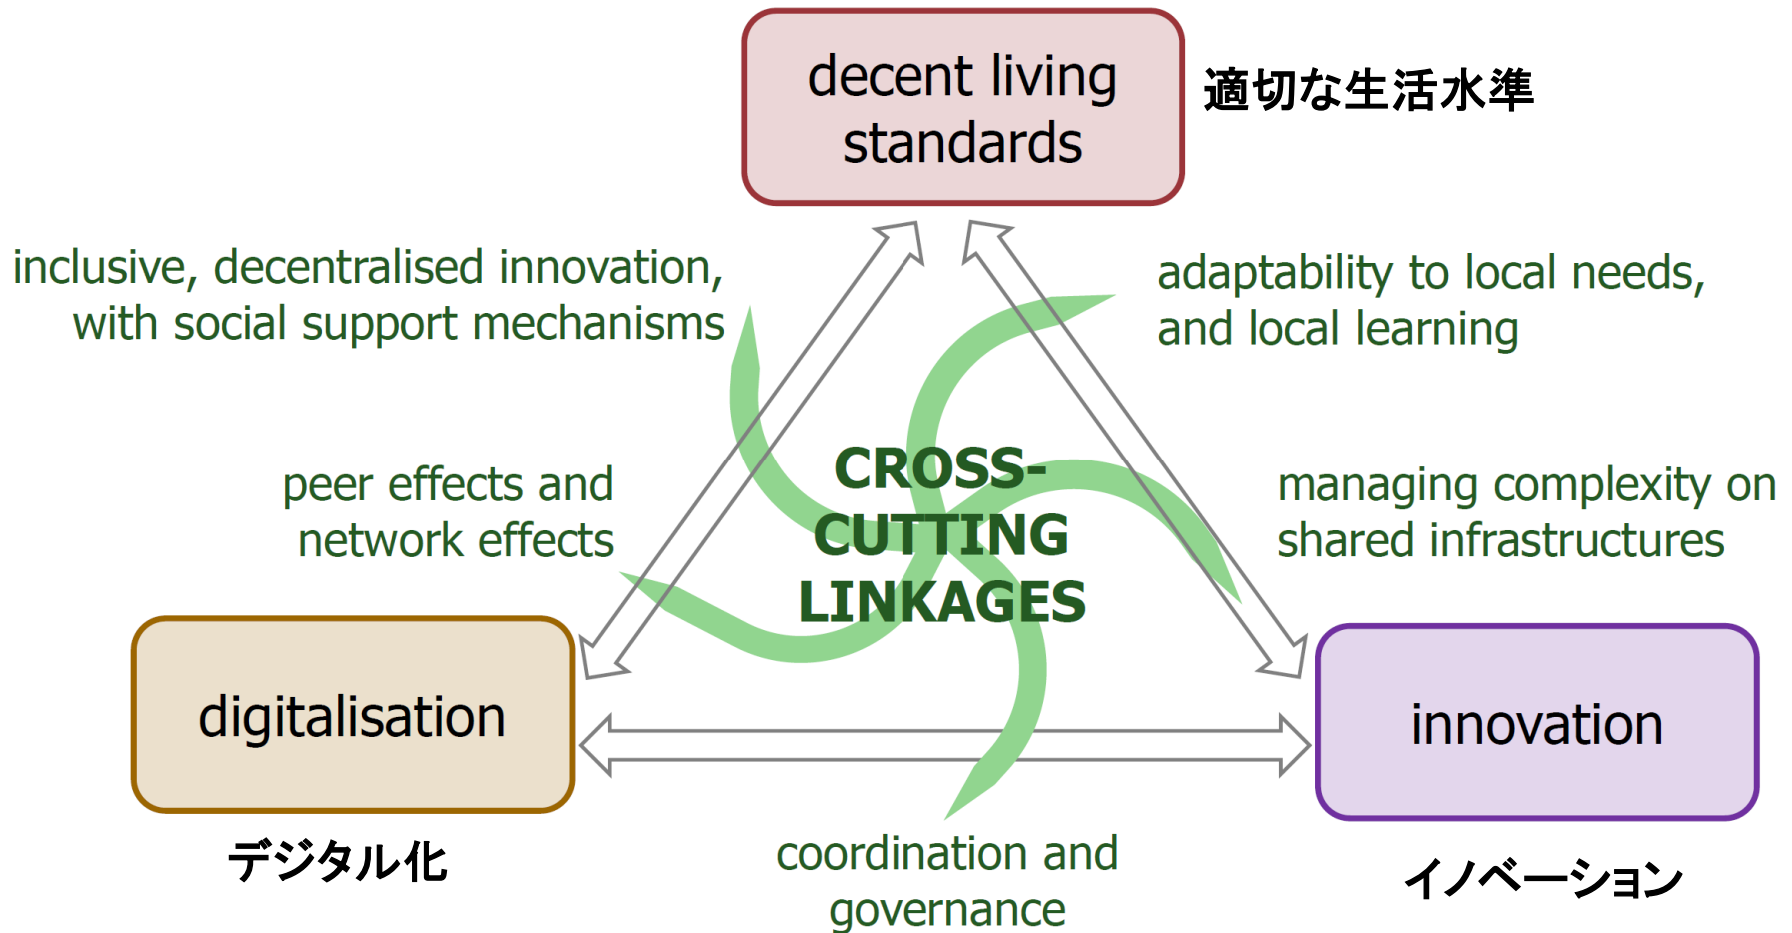 decent living
standards
適切な生活水準
inclusive, decentralised innovation,
with social support mechanisms
adaptability to local needs,
and local learning
peer effects and
network effects
CROSS-
CUTTING
LINKAGES
managing complexity on
shared infrastructures
digitalisation
デジタル化
innovation
イノベーション
coordination and
governance